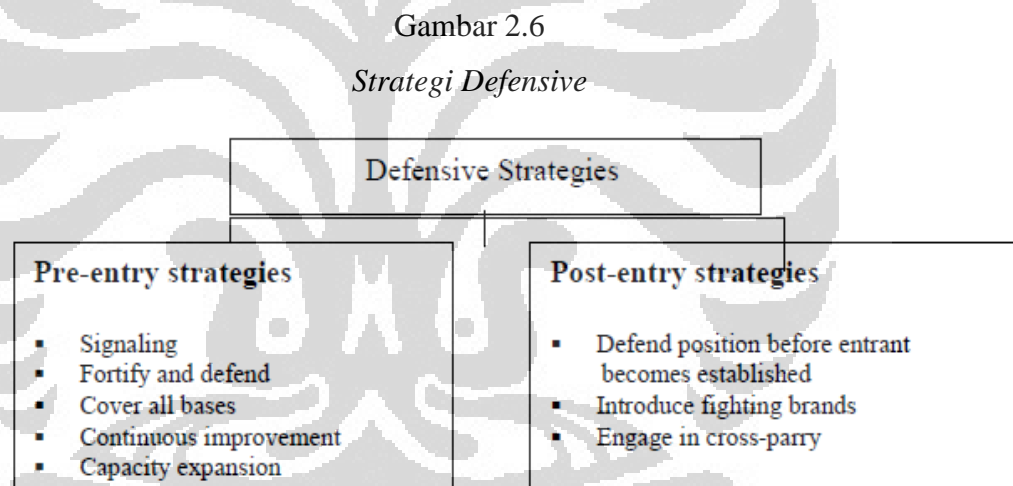 Gambar 2.6
Strategi Defensive
Defensive Strategies
Pre-entry strategies
▪ Signaling
▪ Fortify and defend
▪ Cover all bases
▪ Continuous improvement
▪ Capacity expansion
Post-entry strategies
▪ Defend position before entrant
becomes established
▪ Introduce fighting brands
▪ Engage in cross-parry